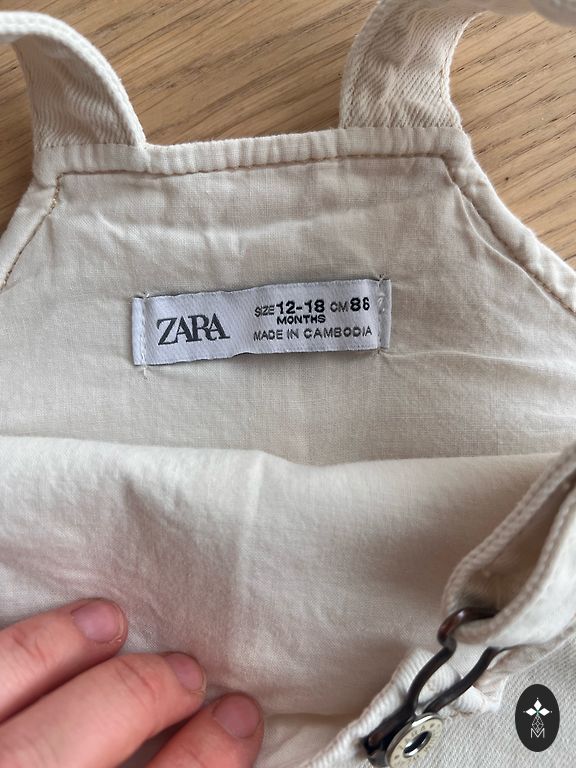 ZARA
SIZE 12-18 CM 86
MONTHS
MADE IN CAMBODIA